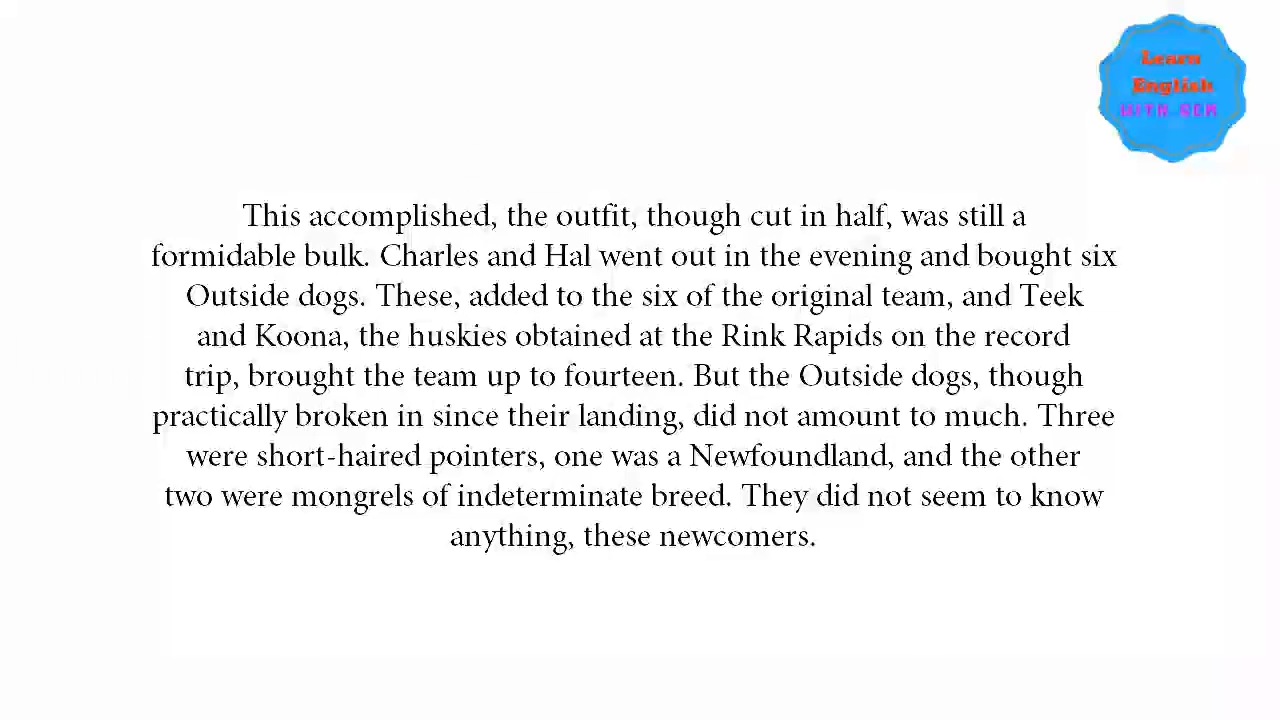 Learn
English
This accomplished, the outfit, though cut in half, was still a
formidable bulk. Charles and Hal went out in the evening and bought six
Outside dogs. These, added to the six of the original team, and Teek
and Koona, the huskies obtained at the Rink Rapids on the record
trip, brought the team up to fourteen. But the Outside dogs, though
practically broken in since their landing, did not amount to much. Three
were short-haired pointers, one was a Newfoundland, and the other
two were mongrels of indeterminate breed. They did not seem to know
anything, these newcomers.